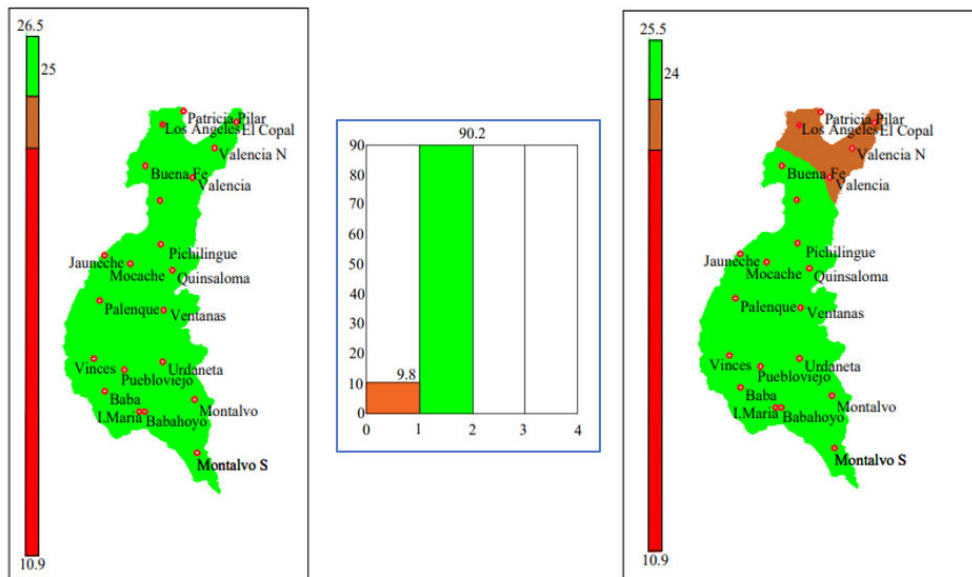 26.5
25
Patricia Pilar
Los Angeles El Copal
Valencia N
Buena Fe
Valencia
Pichilingue
Jauneche
Mocache
Quinsaloma
Palenque
Ventanas
Vinces
Urdaneta
Puebloviejo
Baba
Montalvo
I.Maria Babahoyo
Montalvo S
10.9
90.2
90
80
70
60
50
40
30
20
10
0
9.8
0 1 2 3 4
25.5
24
Patricia Pilar
Los Angeles El Copal
Valencia N
Buena Fe
Valencia
Pichilingue
Jauneche
Mocache
Quinsaloma
Palenque
Ventanas
Vinces
Urdaneta
Puebloviejo
Baba
Montalvo
I.Maria Babahoyo
Montalvo S
10.9